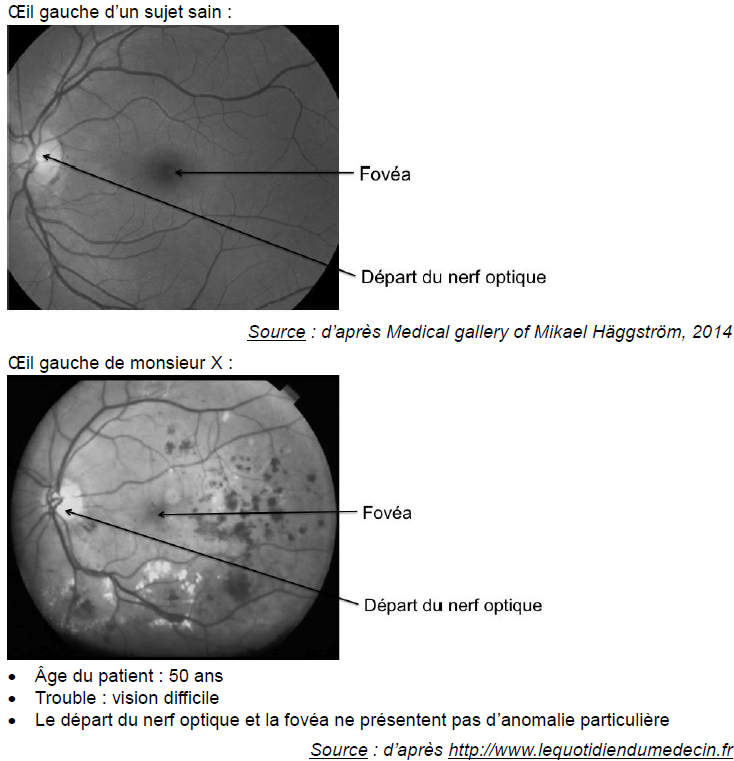 Œil gauche d’un sujet sain :
Fovéa
Départ du nerf optique
Source : d’après Medical gallery of Mikael Häggström, 2014
Œil gauche de monsieur X :
Fovéa
Départ du nerf optique
• Âge du patient : 50 ans
• Trouble : vision difficile
• Le départ du nerf optique et la fovéa ne présentent pas d’anomalie particulière
Source : d’après http://www.lequotidiendumedecin.fr